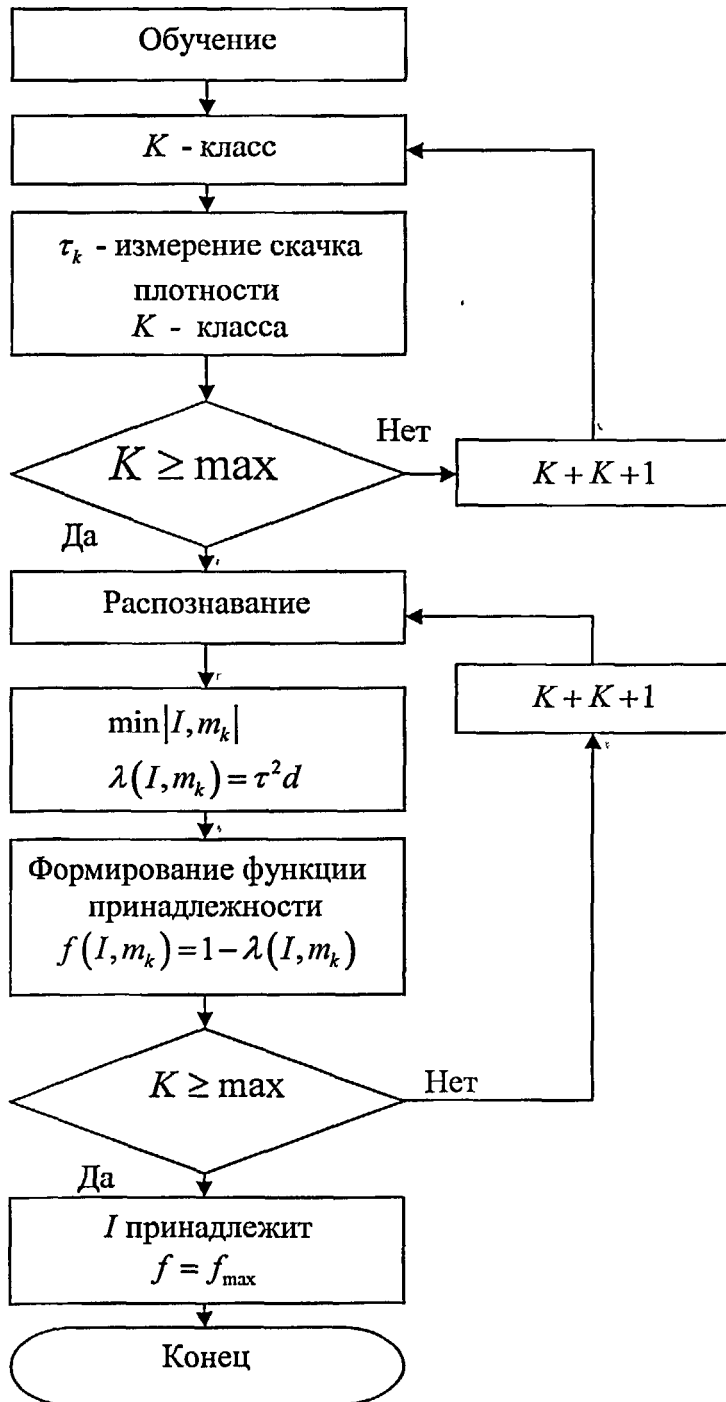 Обучение
K - класс
τ_k - измерение скачка
плотности
K - класса
K ≥ max
Нет
K + K + 1
Да
Распознавание
K + K + 1
min|I, m_k|
λ(I, m_k) = τ²d
Формирование функции
принадлежности
f(I, m_k) = 1 − λ(I, m_k)
K ≥ max
Нет
Да
I принадлежит
f = f_max
Конец